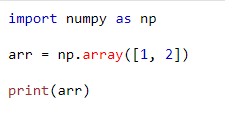 import numpy as np
arr = np.array([1, 2])
print(arr)